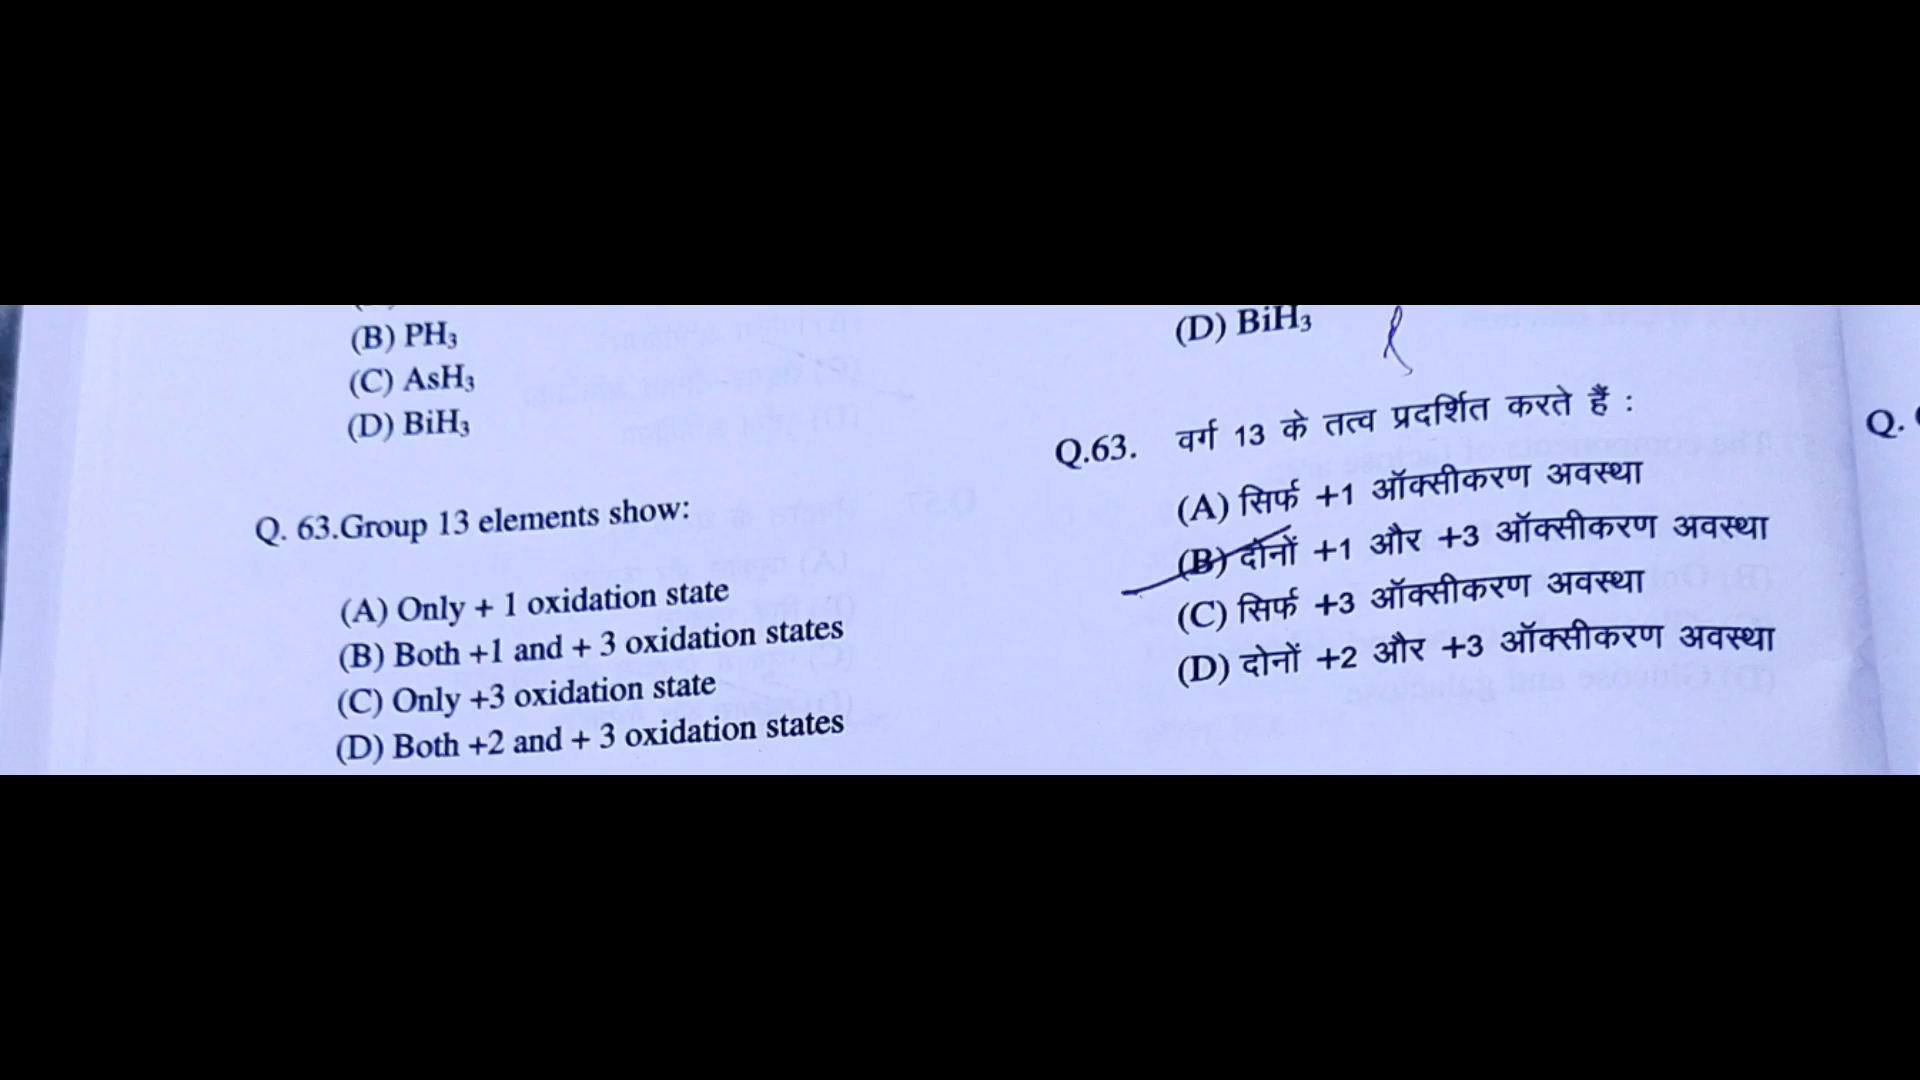 (B) PH3
(C) AsH3
(D) BiH3
Q. 63.Group 13 elements show:
(A) Only + 1 oxidation state
(B) Both +1 and + 3 oxidation states
(C) Only +3 oxidation state
(D) Both +2 and + 3 oxidation states
(D) BiH3
Q.63. वर्ग 13 के तत्व प्रदर्शित करते हैं :
(A) सिर्फ +1 ऑक्सीकरण अवस्था
(B) दोनों +1 और +3 ऑक्सीकरण अवस्था
(C) सिर्फ +3 ऑक्सीकरण अवस्था
(D) दोनों +2 और +3 ऑक्सीकरण अवस्था
Q.